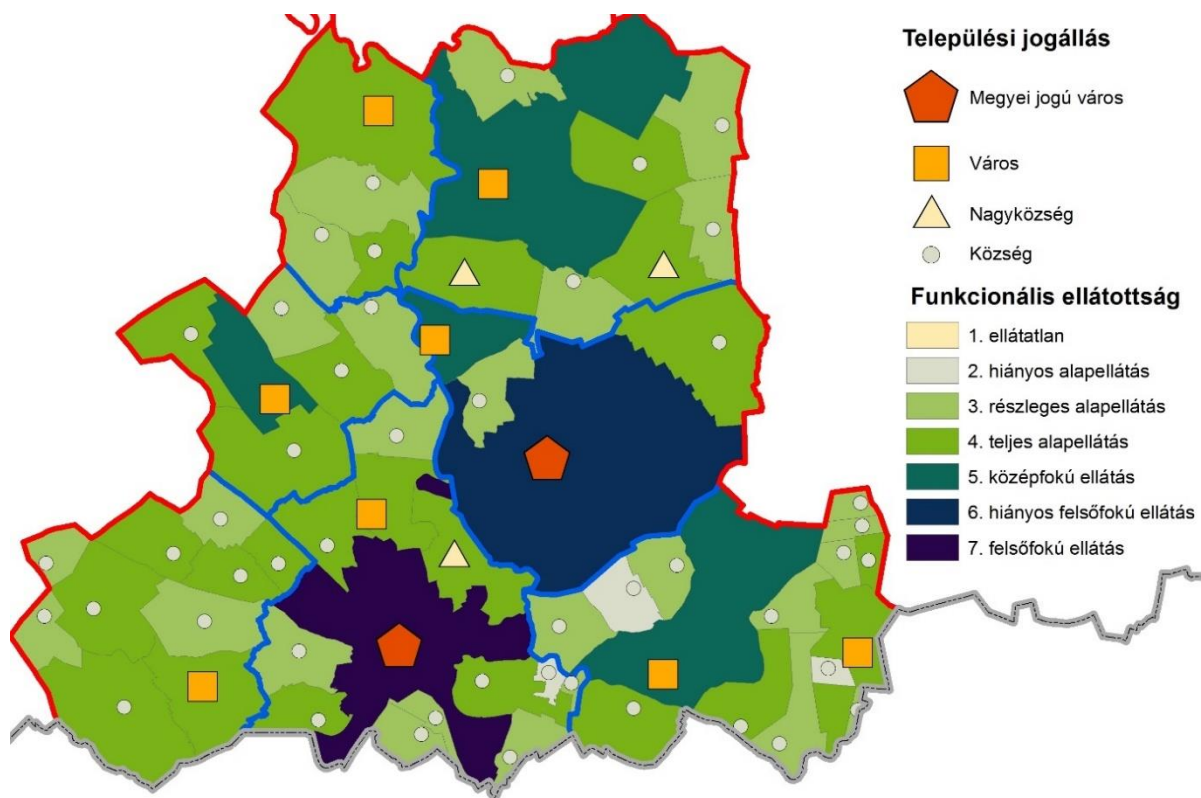 Települési jogállás
Megyei jogú város
Város
Nagyközség
Község
Funkcionális ellátottság
1. ellátatlan
2. hiányos alapellátás
3. részleges alapellátás
4. teljes alapellátás
5. középfokú ellátás
6. hiányos felsőfokú ellátás
7. felsőfokú ellátás